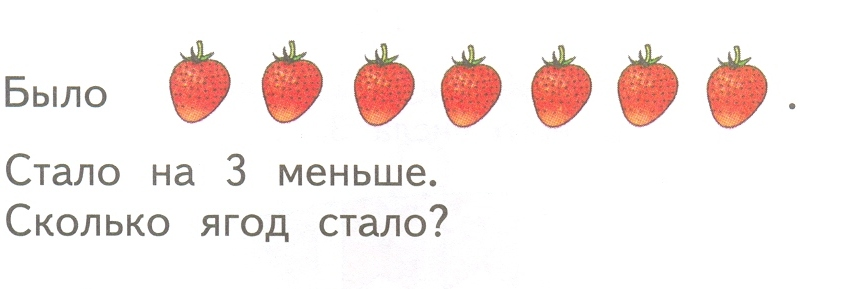 Было .
Стало на 3 меньше.
Сколько ягод стало?